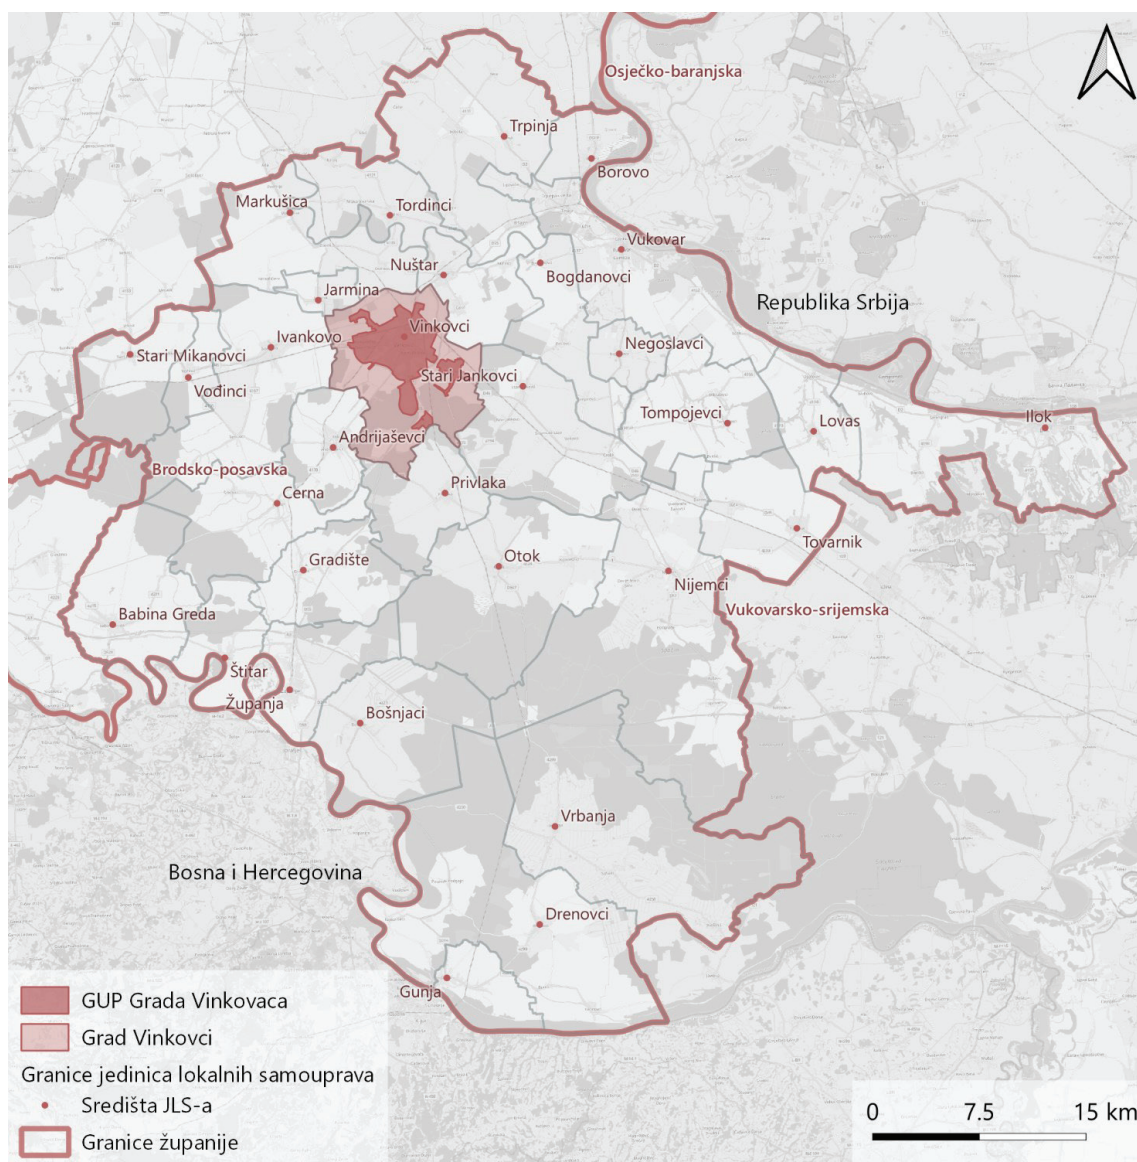 Osječko-baranjska
Trpinja
Borovo
Markušica
Tordinci
Vukovar
Nuštar
Bogdanovci
Jarmina
Republika Srbija
Vinkovci
Ivankovo
Negoslavci
Stari Mikanovci
Stari Jankovci
Vođinci
Tompojevci
Lovas
Ilok
Andrijaševci
Brodsko-posavska
Privlaka
Cerna
Tovarnik
Otok
Gradište
Nijemci
Vukovarsko-srijemska
Babina Greda
Štitar
Županja
Bošnjaci
Vrbanja
Bosna i Hercegovina
Drenovci
Gunja
GUP Grada Vinkovaca
Grad Vinkovci
Granice jedinica lokalnih samouprava
Središta JLS-a
Granice županije
0 7.5 15 km